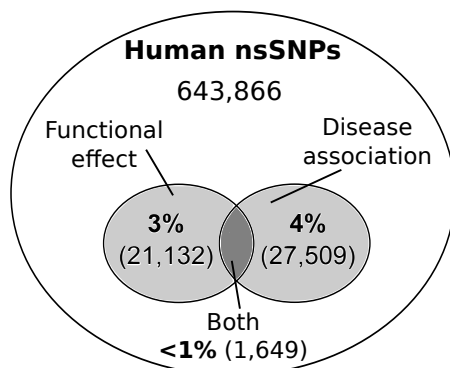 Human nsSNPs
643,866
Functional
effect
Disease
association
3%
(21,132)
4%
(27,509)
Both
<1% (1,649)